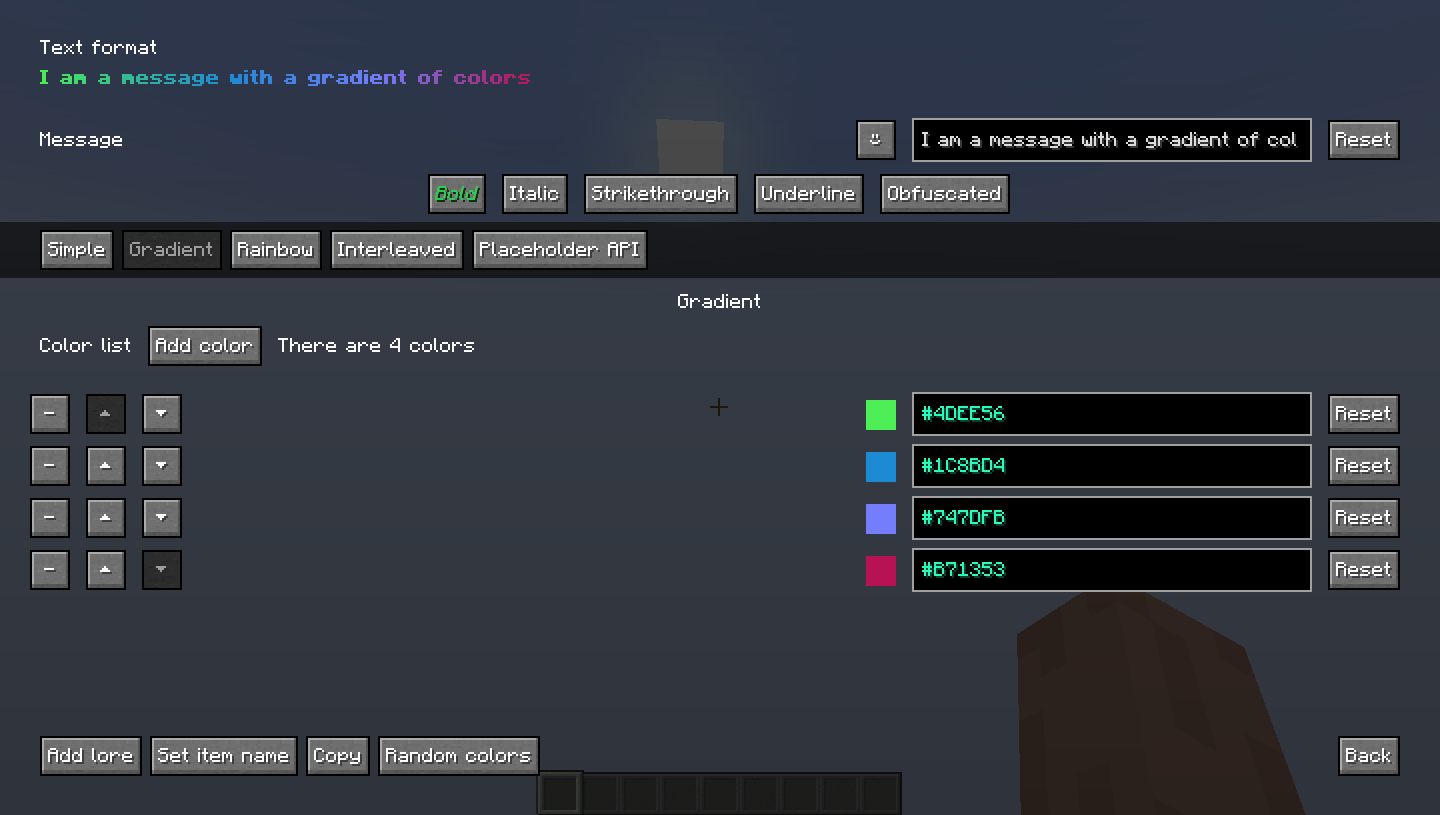 Text format
I am a message with a gradient of colors
Message
I am a message with a gradient of col
Reset
Bold Italic Strikethrough Underline Obfuscated
Simple Gradient Rainbow Interleaved Placeholder API
Gradient
Color list Add color There are 4 colors
#4DEE56 Reset
#1C8BD4 Reset
#747DFB Reset
#B71353 Reset
Add lore Set item name Copy Random colors Back